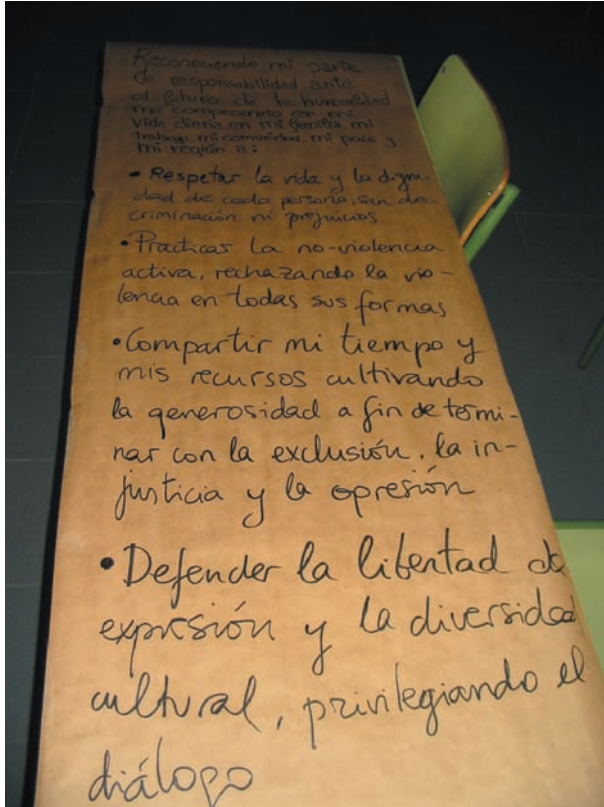 Reconociendo mi parte
de responsabilidad ante
el futuro de la humanidad
me comprometo en mi
vida diaria en mi familia, mi
trabajo, mi comunidad, mi país y
mi región a:
• Respetar la vida y la digni-
dad de cada persona, sin dis-
criminación ni prejuicios
• Practicar la no-violencia
activa, rechazando la vio-
lencia en todas sus formas
• Compartir mi tiempo y
mis recursos cultivando
la generosidad a fin de termi-
nar con la exclusión, la in-
justicia y la opresión
• Defender la libertad de
expresión y la diversidad
cultural, privilegiando el
diálogo